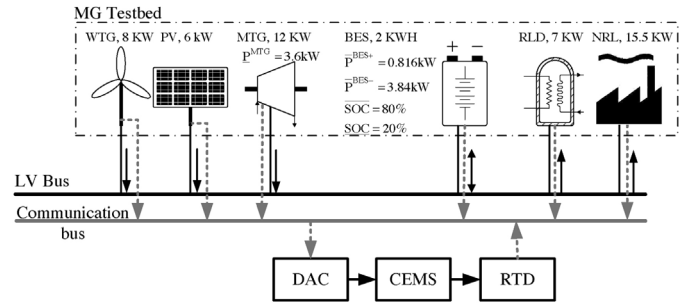 MG Testbed
WTG, 8 KW PV, 6 kW MTG, 12 KW BES, 2 KWH RLD, 7 KW NRL, 15.5 KW
P̲ᴹᵀᴳ = 3.6kW
+ −
P̅ᴮᴱˢ⁺ = 0.816kW
P̅ᴮᴱˢ⁻ = 3.84kW
S̅O̅C̅ = 80%
S̲O̲C̲ = 20%
LV Bus
Communication
bus
DAC CEMS RTD